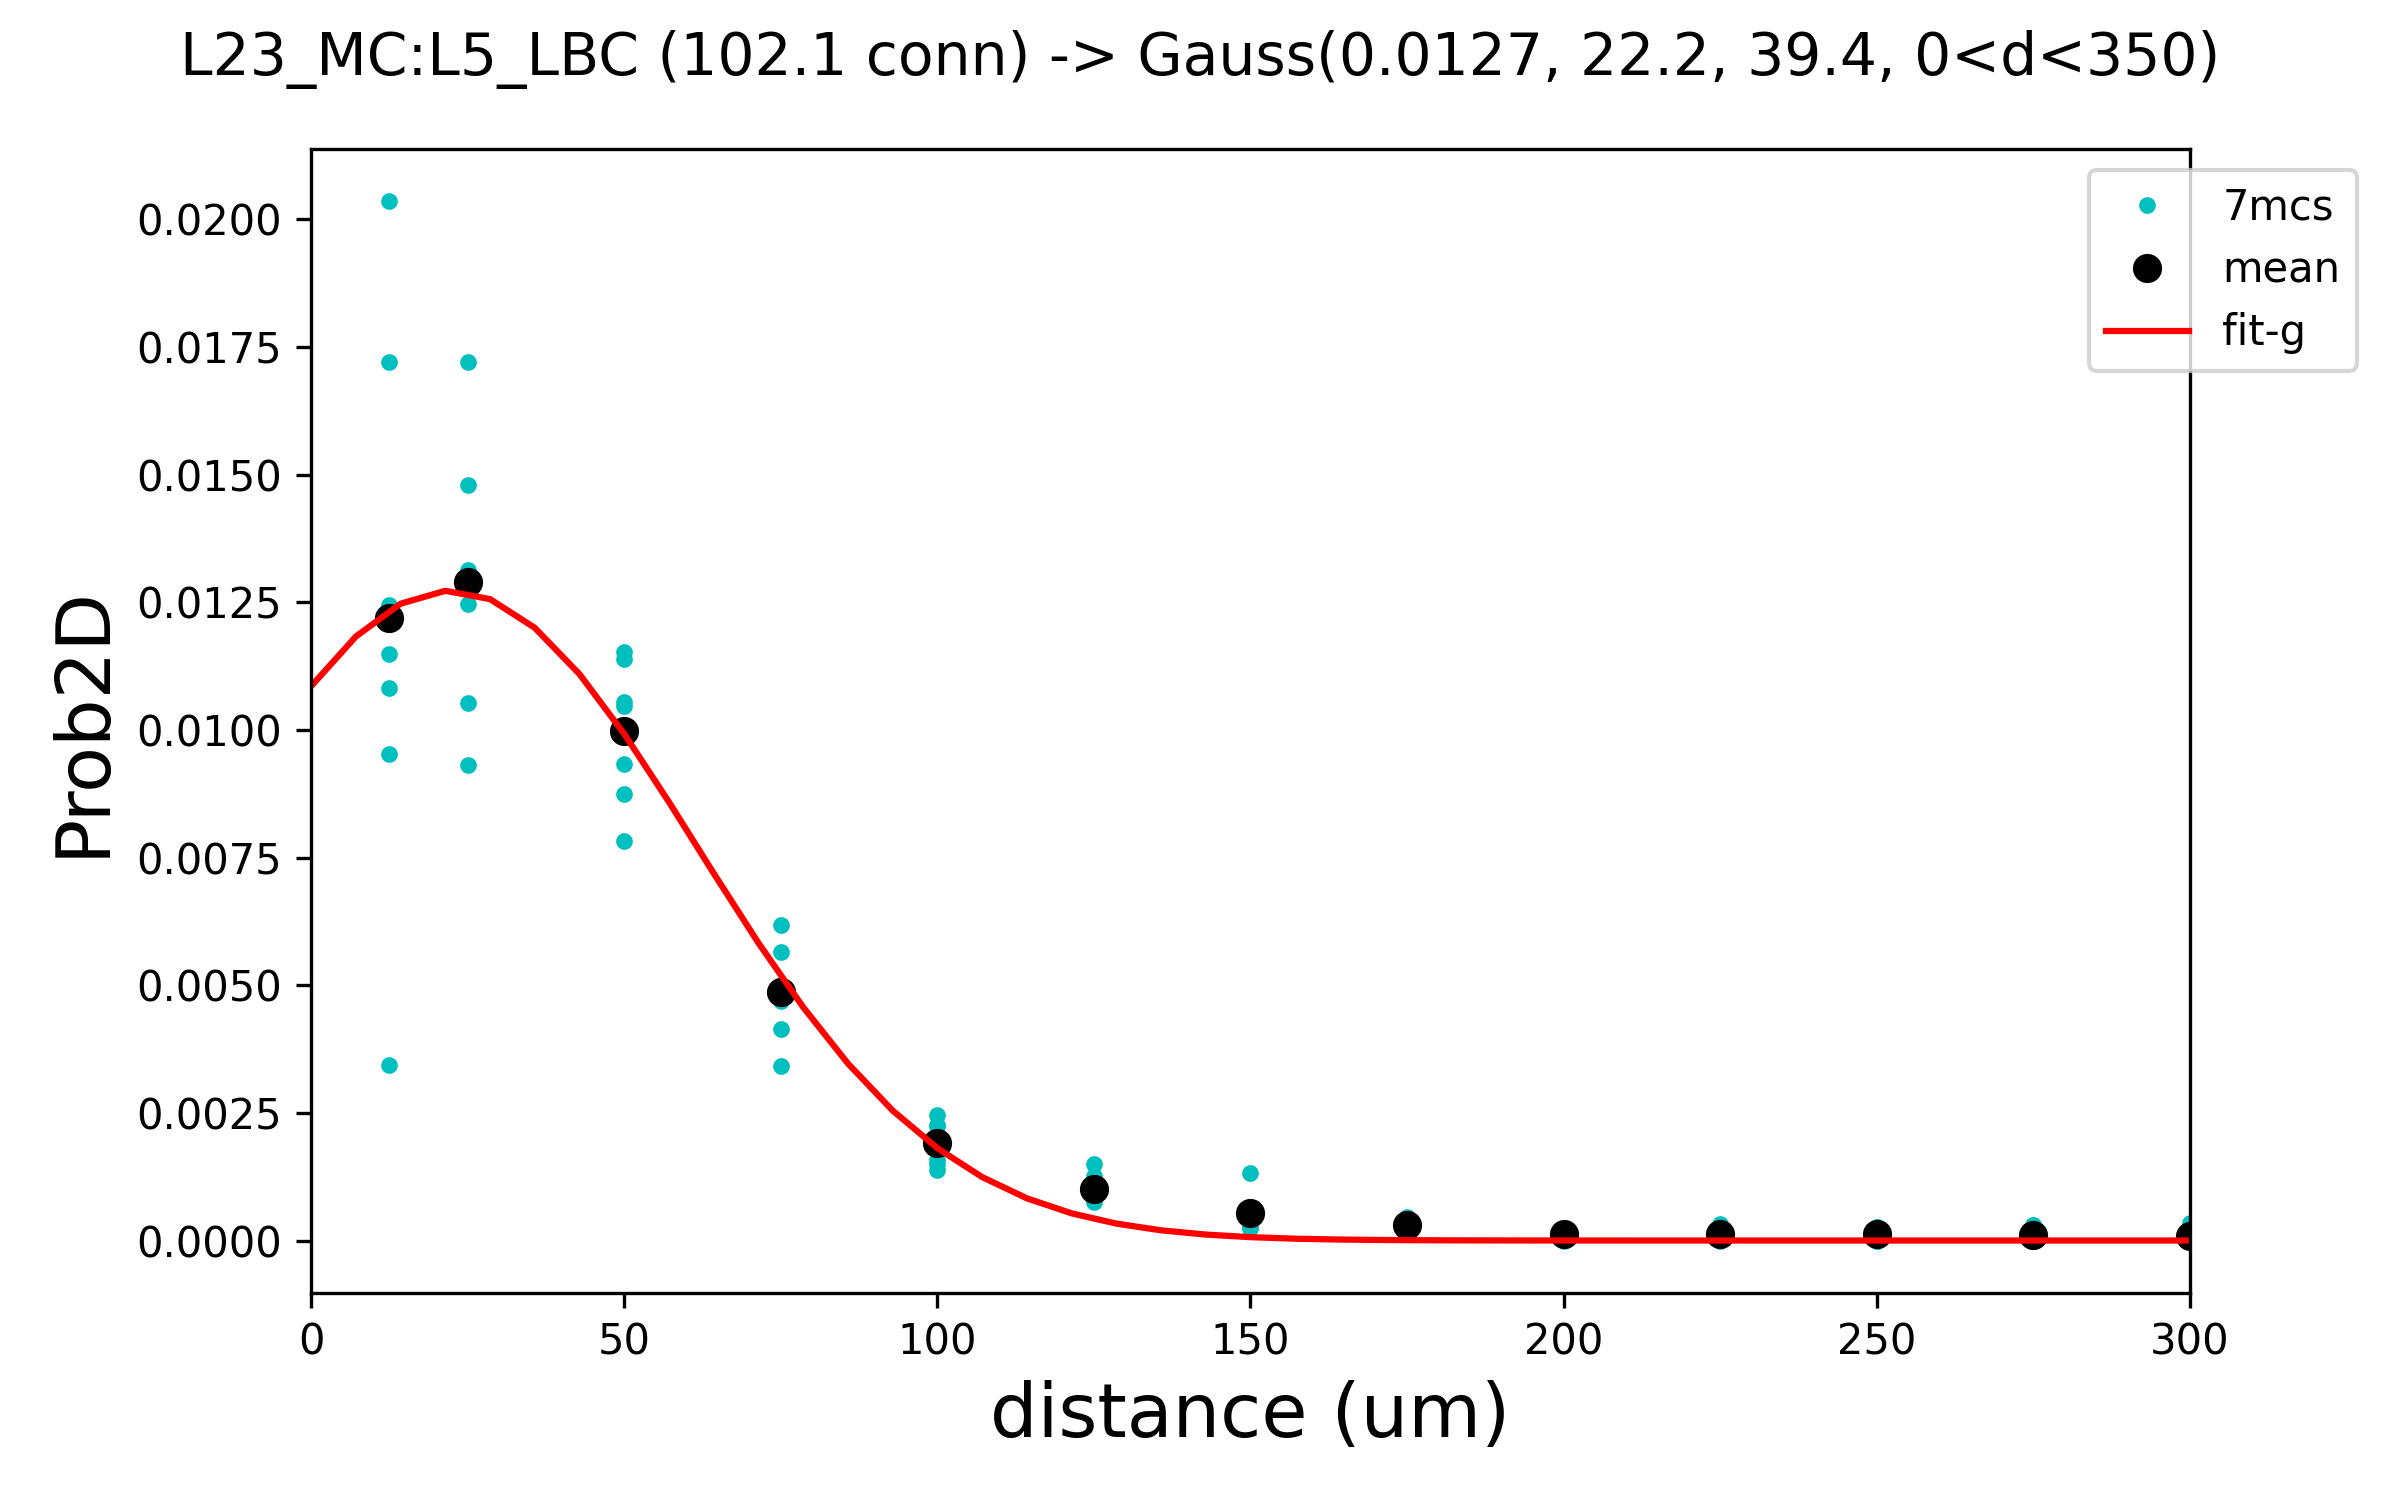 L23_MC:L5_LBC (102.1 conn) -> Gauss(0.0127, 22.2, 39.4, 0<d<350)
7mcs
mean
fit-g
Prob2D
0.0200
0.0175
0.0150
0.0125
0.0100
0.0075
0.0050
0.0025
0.0000
0 50 100 150 200 250 300
distance (um)